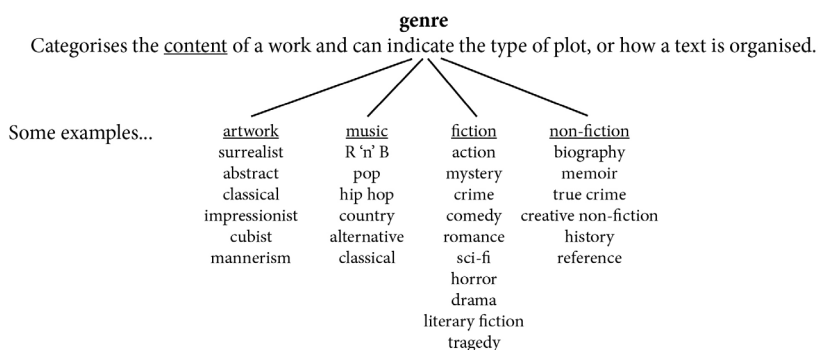 genre
Categorises the content of a work and can indicate the type of plot, or how a text is organised.
Some examples...
artwork
surrealist
abstract
classical
impressionist
cubist
mannerism
music
R ‘n’ B
pop
hip hop
country
alternative
classical
fiction
action
mystery
crime
comedy
romance
sci-fi
horror
drama
literary fiction
tragedy
non-fiction
biography
memoir
true crime
creative non-fiction
history
reference